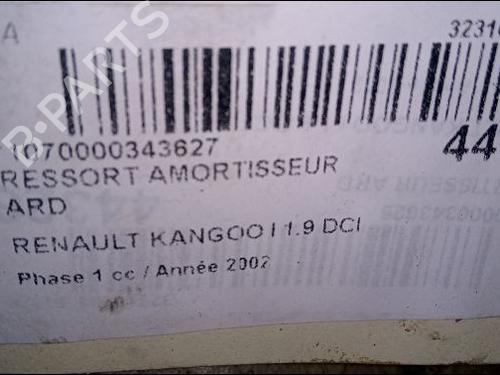 A
3231
44
1070000343627
RESSORT AMORTISSEUR
ARD
RENAULT KANGOO I 1.9 DCI
Phase 1 cc / Année 2002
B-PARTS